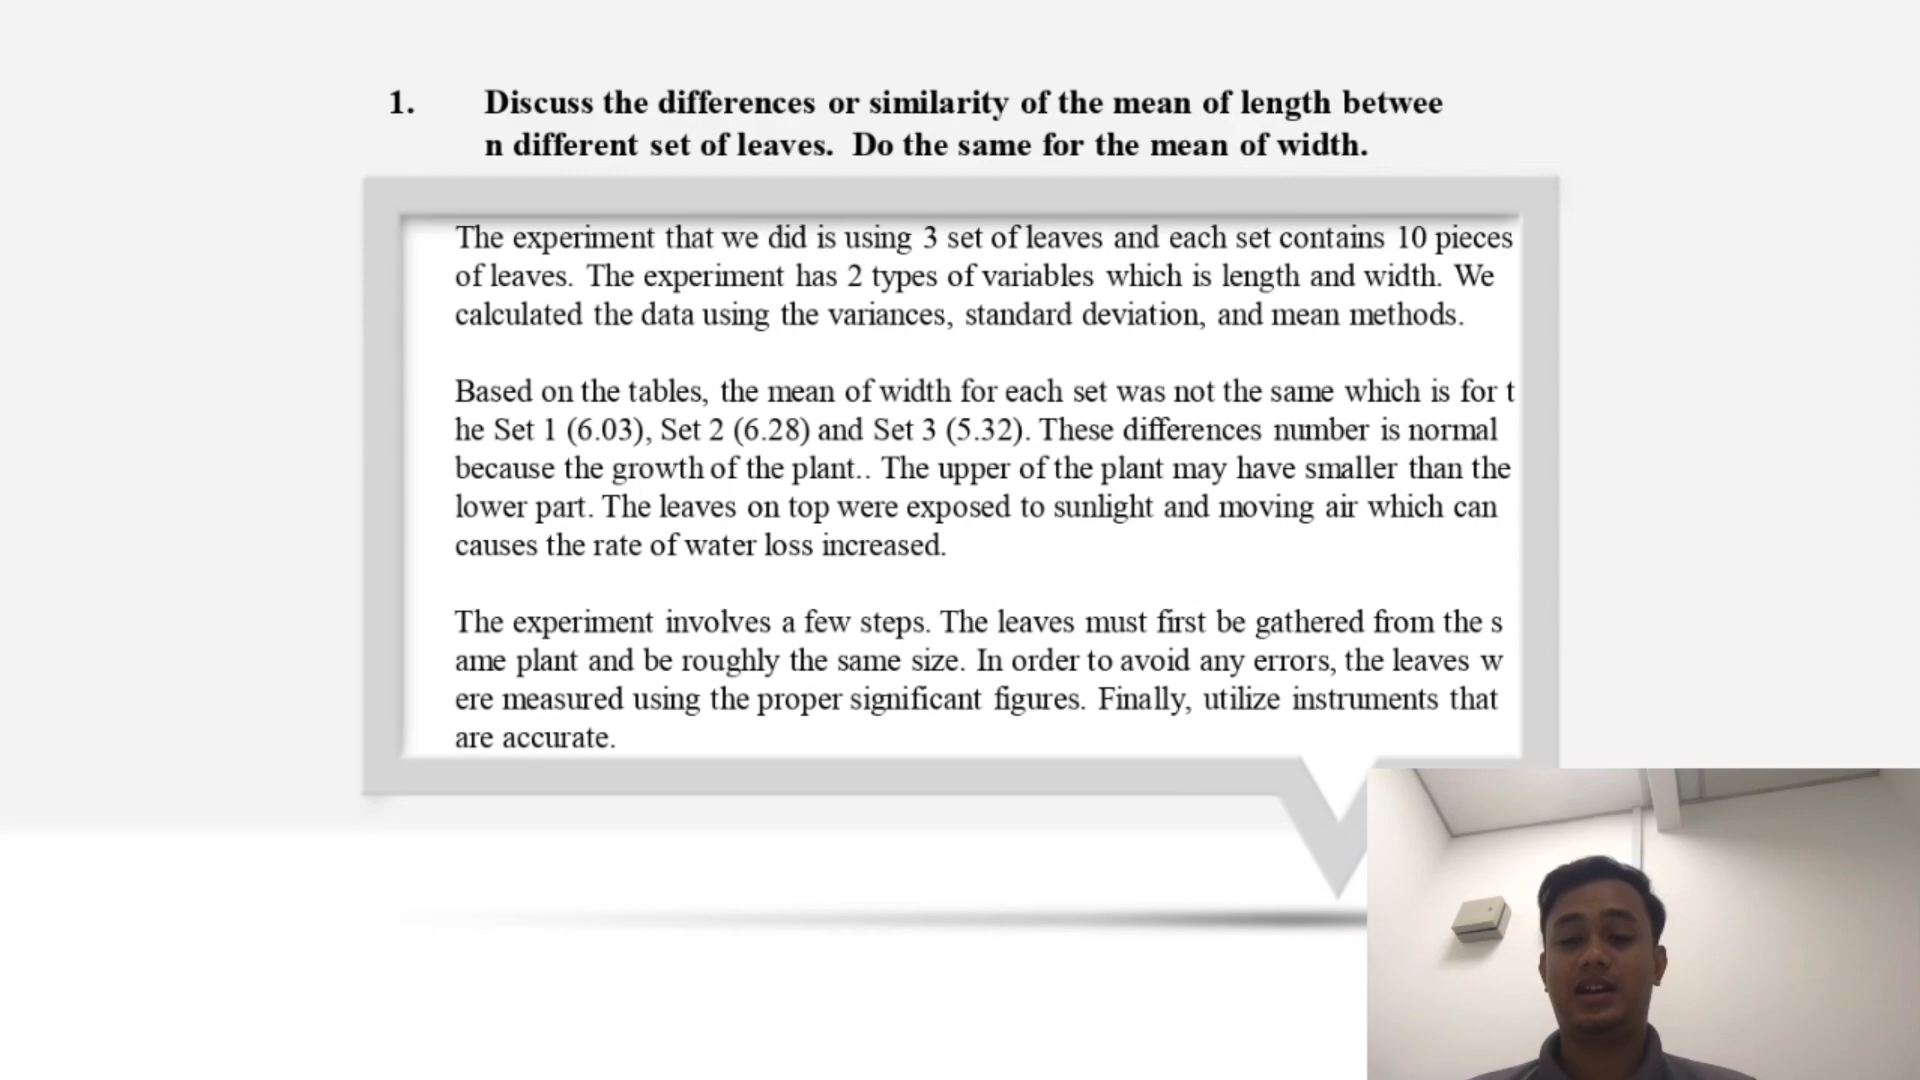 1. Discuss the differences or similarity of the mean of length betwee
n different set of leaves. Do the same for the mean of width.
The experiment that we did is using 3 set of leaves and each set contains 10 pieces
of leaves. The experiment has 2 types of variables which is length and width. We
calculated the data using the variances, standard deviation, and mean methods.
Based on the tables, the mean of width for each set was not the same which is for t
he Set 1 (6.03), Set 2 (6.28) and Set 3 (5.32). These differences number is normal
because the growth of the plant.. The upper of the plant may have smaller than the
lower part. The leaves on top were exposed to sunlight and moving air which can
causes the rate of water loss increased.
The experiment involves a few steps. The leaves must first be gathered from the s
ame plant and be roughly the same size. In order to avoid any errors, the leaves w
ere measured using the proper significant figures. Finally, utilize instruments that
are accurate.